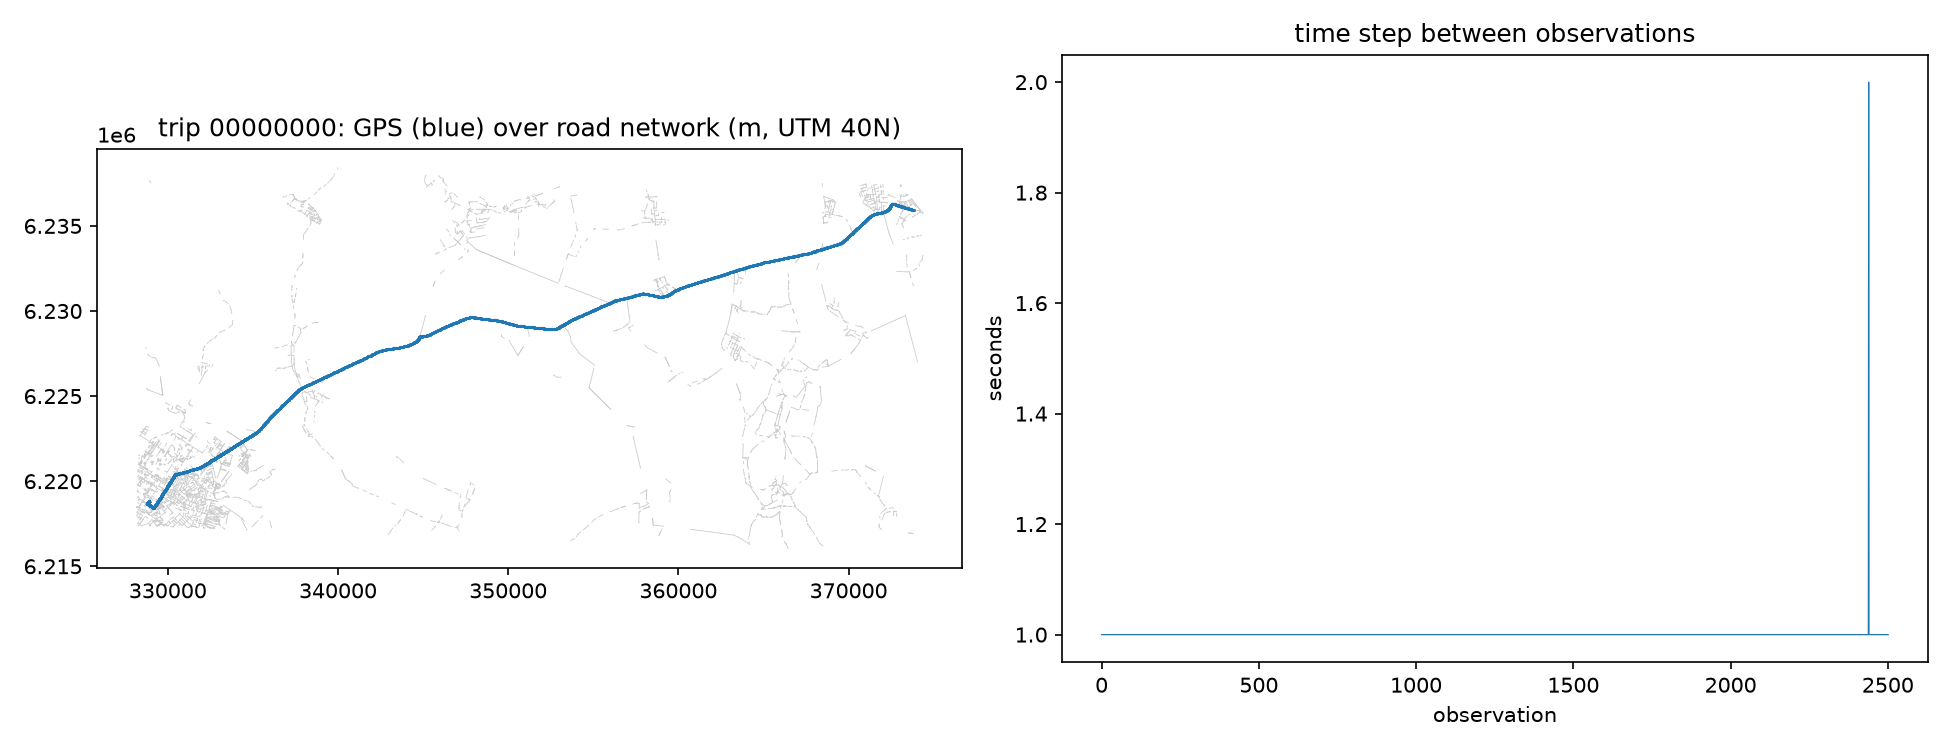 time step between observations
trip 00000000: GPS (blue) over road network (m, UTM 40N)
1e6
6.235
6.230
6.225
6.220
6.215
330000 340000 350000 360000 370000
seconds
2.0
1.8
1.6
1.4
1.2
1.0
0 500 1000 1500 2000 2500
observation